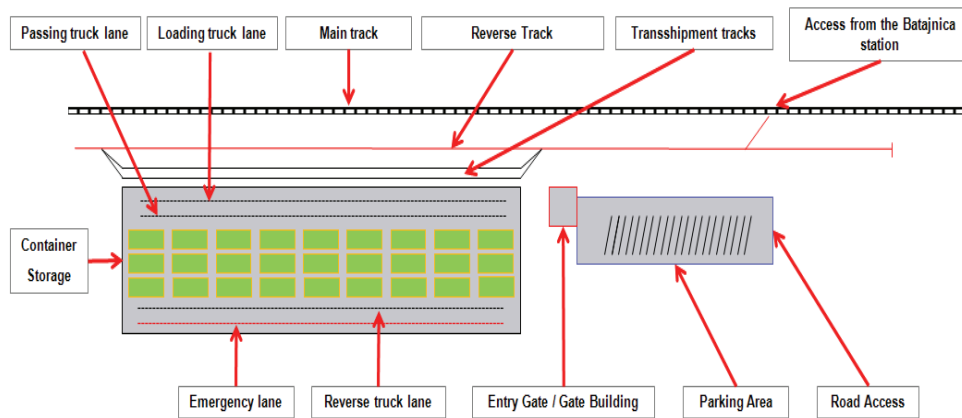 Passing truck lane
Loading truck lane
Main track
Reverse Track
Transshipment tracks
Access from the Batajnica
station
Container
Storage
Emergency lane
Reverse truck lane
Entry Gate / Gate Building
Parking Area
Road Access